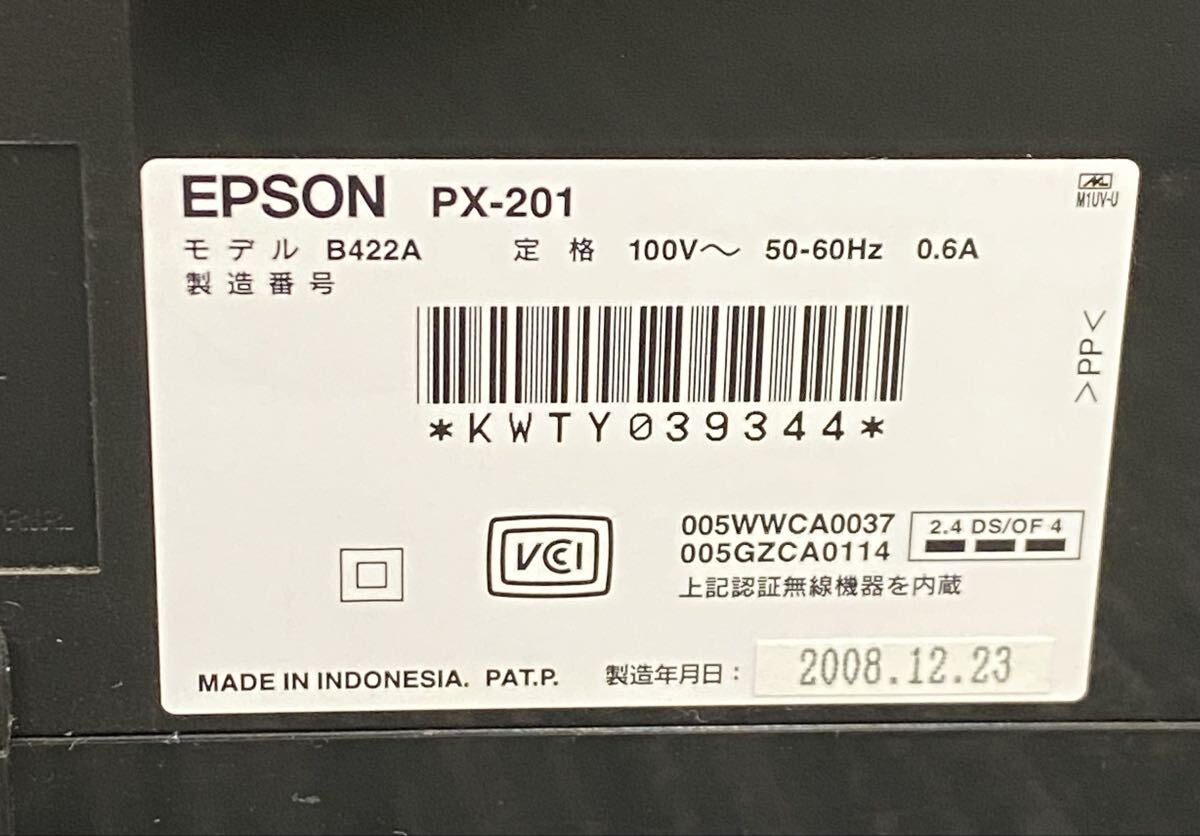 EPSON PX-201
M1UV-U
モデル B422A 定格 100V～ 50-60Hz 0.6A
製造番号
*KWTY039344*
>PP<
VCI
005WWCA0037
005GZCA0114
2.4 DS/OF 4
上記認証無線機器を内蔵
MADE IN INDONESIA. PAT.P. 製造年月日： 2008.12.23